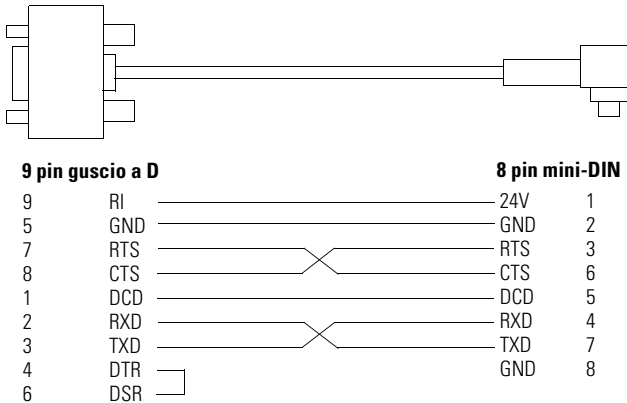 9 pin guscio a D 8 pin mini-DIN
9 RI 24V 1
5 GND GND 2
7 RTS RTS 3
8 CTS CTS 6
1 DCD DCD 5
2 RXD RXD 4
3 TXD TXD 7
4 DTR GND 8
6 DSR